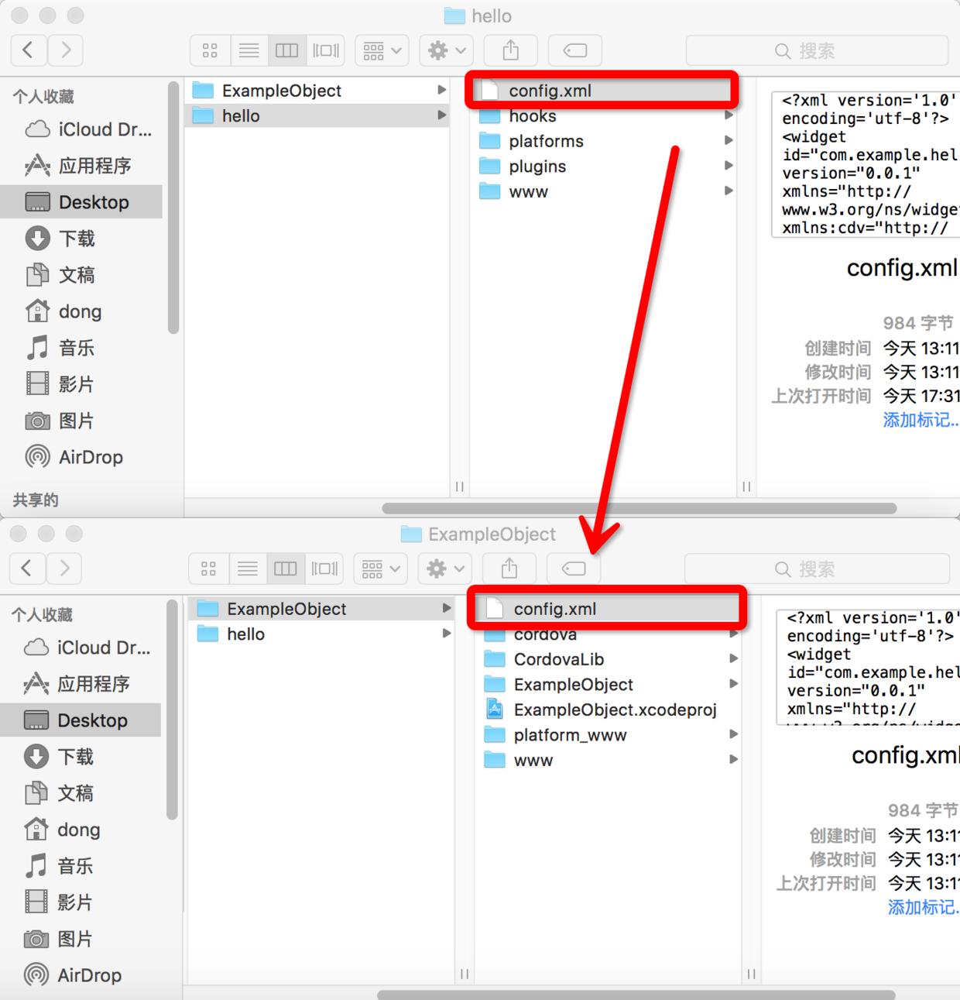 hello
搜索
个人收藏
iCloud Dr...
应用程序
Desktop
下载
文稿
dong
音乐
影片
图片
AirDrop
共享的
ExampleObject
hello
config.xml
hooks
platforms
plugins
www
<?xml version='1.0'
encoding='utf-8'?>
<widget
id="com.example.hel
version="0.0.1"
xmlns="http://
www.w3.org/ns/widge
xmlns:cdv="http://
config.xml
984 字节
创建时间 今天 13:11
修改时间 今天 13:11
上次打开时间 今天 17:31
添加标记...
ExampleObject
搜索
个人收藏
iCloud Dr...
应用程序
Desktop
下载
文稿
dong
音乐
影片
图片
AirDrop
ExampleObject
hello
config.xml
cordova
CordovaLib
ExampleObject
ExampleObject.xcodeproj
platform_www
www
<?xml version='1.0'
encoding='utf-8'?>
<widget
id="com.example.hel
version="0.0.1"
xmlns="http://
config.xml
984 字节
创建时间 今天 13:11
修改时间 今天 13:11
上次打开时间 今天 13:11
添加标记..